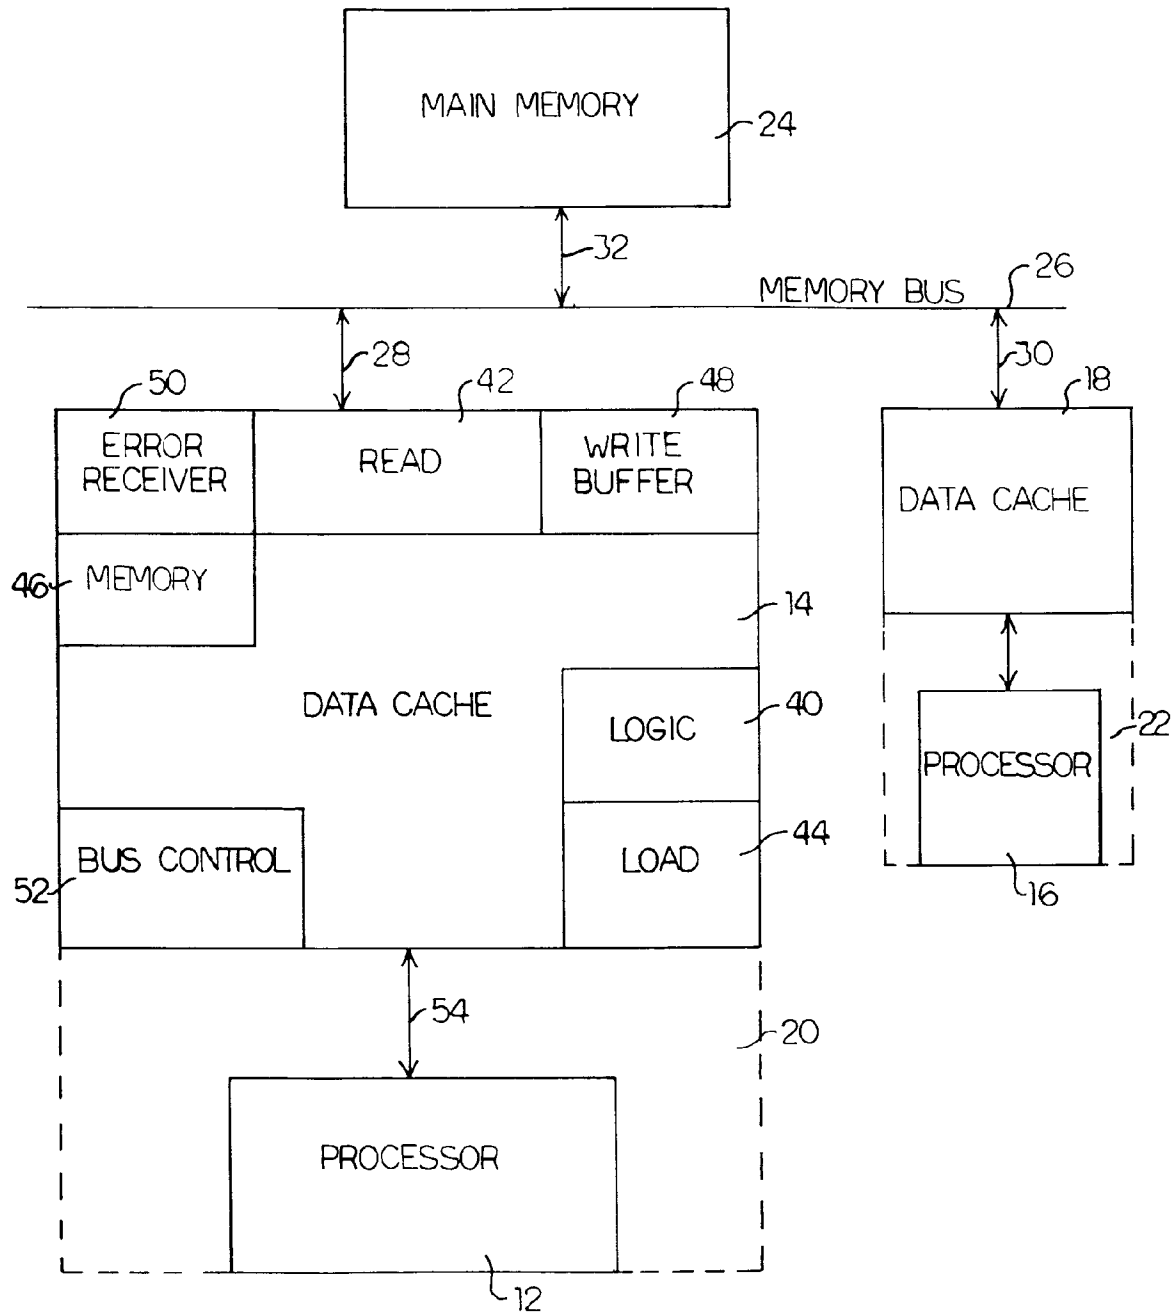 MAIN MEMORY
24
32
MEMORY BUS
26
28
30
50
42
48
18
ERROR
RECEIVER
READ
WRITE
BUFFER
DATA CACHE
46
MEMORY
14
DATA CACHE
LOGIC
40
22
PROCESSOR
BUS CONTROL
LOAD
44
52
16
54
20
PROCESSOR
12